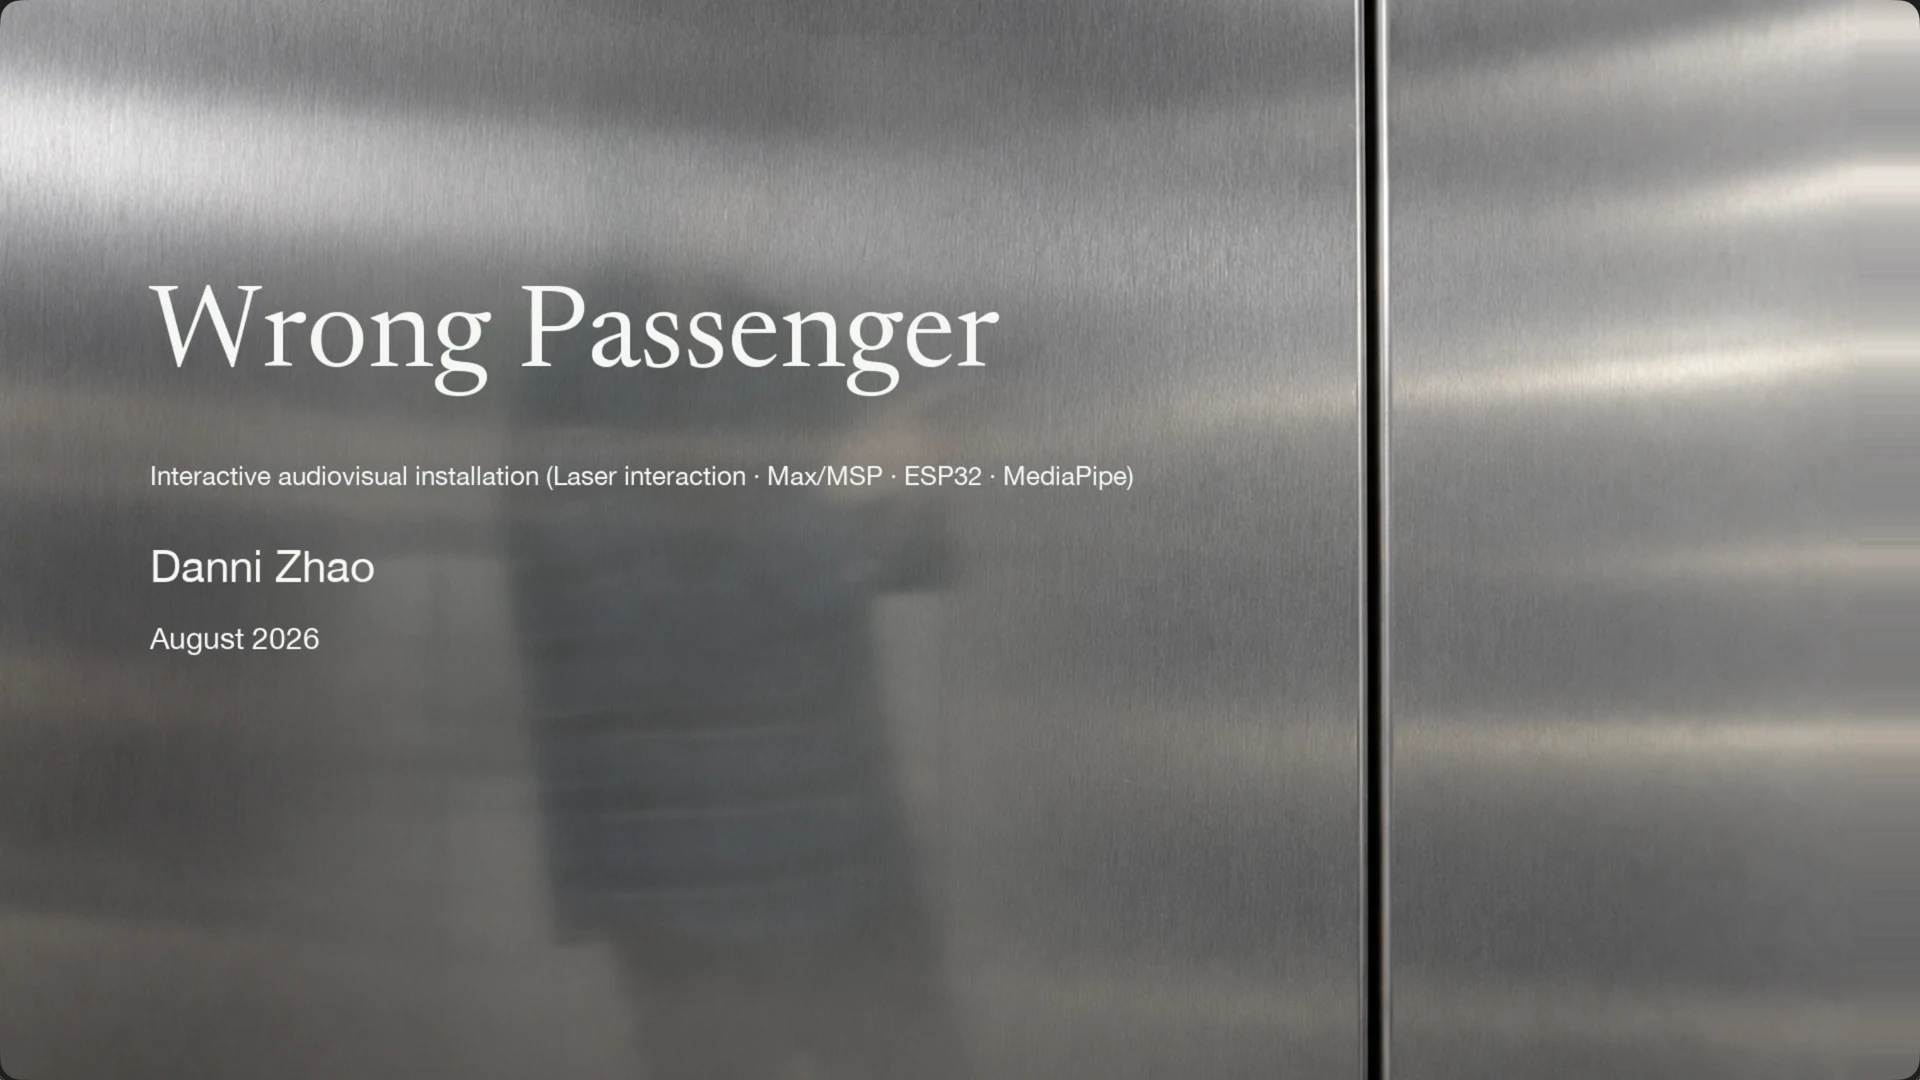 Wrong Passenger
Interactive audiovisual installation (Laser interaction · Max/MSP · ESP32 · MediaPipe)
Danni Zhao
August 2026